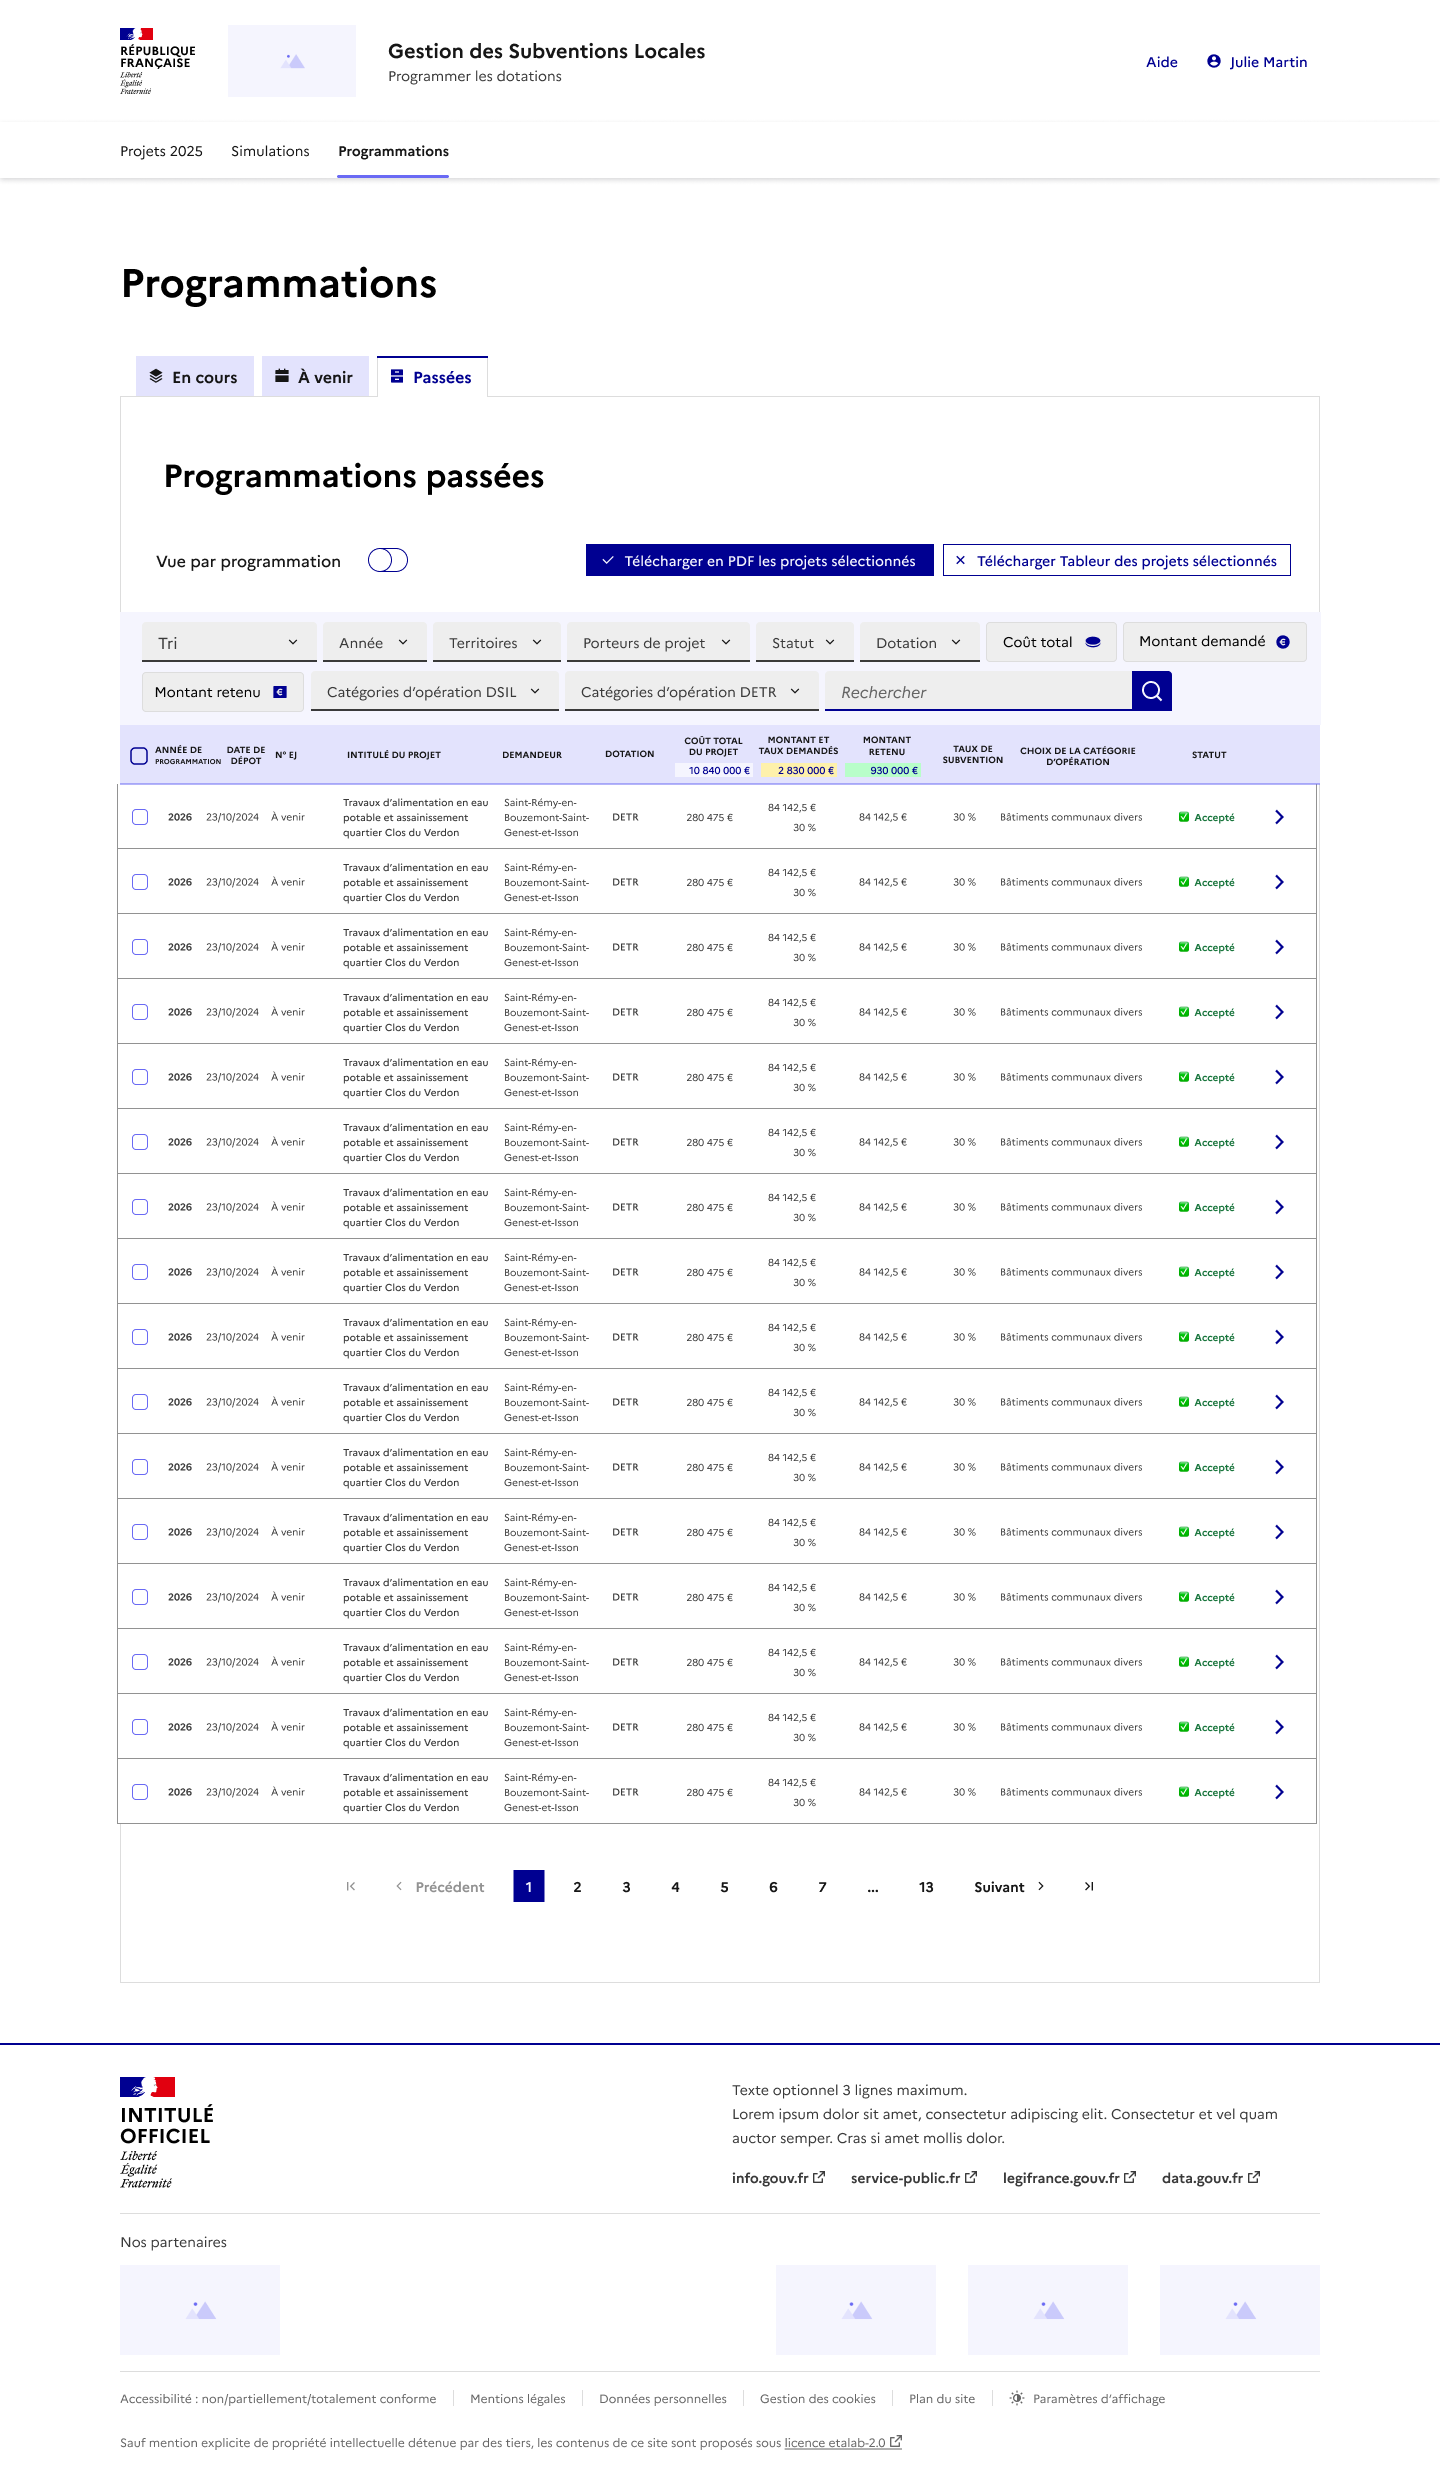 RÉPUBLIQUE
FRANÇAISE
Liberté
Égalité
Fraternité
Gestion des Subventions Locales
Programmer les dotations
Aide
Julie Martin
Projets 2025 Simulations Programmations
Programmations
En cours À venir Passées
Programmations passées
Vue par programmation
Télécharger en PDF les projets sélectionnés
Télécharger Tableur des projets sélectionnés
Tri Année Territoires Porteurs de projet Statut Dotation Coût total Montant demandé
Montant retenu Catégories d'opération DSIL Catégories d'opération DETR Rechercher
ANNÉE DE
PROGRAMMATION
DATE DE
DÉPOT
N° EJ
INTITULÉ DU PROJET
DEMANDEUR
DOTATION
COÛT TOTAL
DU PROJET
10 840 000 €
MONTANT ET
TAUX DEMANDÉS
2 830 000 €
MONTANT
RETENU
930 000 €
TAUX DE
SUBVENTION
CHOIX DE LA CATÉGORIE
D'OPÉRATION
STATUT
Travaux d'alimentation en eau Saint-Rémy-en- 84 142,5 €
2026 23/10/2024 À venir potable et assainissement Bouzemont-Saint- DETR 280 475 € 84 142,5 € 30 % Bâtiments communaux divers Accepté
quartier Clos du Verdon Genest-et-Isson 30 %
Travaux d'alimentation en eau Saint-Rémy-en- 84 142,5 €
2026 23/10/2024 À venir potable et assainissement Bouzemont-Saint- DETR 280 475 € 84 142,5 € 30 % Bâtiments communaux divers Accepté
quartier Clos du Verdon Genest-et-Isson 30 %
Travaux d'alimentation en eau Saint-Rémy-en- 84 142,5 €
2026 23/10/2024 À venir potable et assainissement Bouzemont-Saint- DETR 280 475 € 84 142,5 € 30 % Bâtiments communaux divers Accepté
quartier Clos du Verdon Genest-et-Isson 30 %
Travaux d'alimentation en eau Saint-Rémy-en- 84 142,5 €
2026 23/10/2024 À venir potable et assainissement Bouzemont-Saint- DETR 280 475 € 84 142,5 € 30 % Bâtiments communaux divers Accepté
quartier Clos du Verdon Genest-et-Isson 30 %
Travaux d'alimentation en eau Saint-Rémy-en- 84 142,5 €
2026 23/10/2024 À venir potable et assainissement Bouzemont-Saint- DETR 280 475 € 84 142,5 € 30 % Bâtiments communaux divers Accepté
quartier Clos du Verdon Genest-et-Isson 30 %
Travaux d'alimentation en eau Saint-Rémy-en- 84 142,5 €
2026 23/10/2024 À venir potable et assainissement Bouzemont-Saint- DETR 280 475 € 84 142,5 € 30 % Bâtiments communaux divers Accepté
quartier Clos du Verdon Genest-et-Isson 30 %
Travaux d'alimentation en eau Saint-Rémy-en- 84 142,5 €
2026 23/10/2024 À venir potable et assainissement Bouzemont-Saint- DETR 280 475 € 84 142,5 € 30 % Bâtiments communaux divers Accepté
quartier Clos du Verdon Genest-et-Isson 30 %
Travaux d'alimentation en eau Saint-Rémy-en- 84 142,5 €
2026 23/10/2024 À venir potable et assainissement Bouzemont-Saint- DETR 280 475 € 84 142,5 € 30 % Bâtiments communaux divers Accepté
quartier Clos du Verdon Genest-et-Isson 30 %
Travaux d'alimentation en eau Saint-Rémy-en- 84 142,5 €
2026 23/10/2024 À venir potable et assainissement Bouzemont-Saint- DETR 280 475 € 84 142,5 € 30 % Bâtiments communaux divers Accepté
quartier Clos du Verdon Genest-et-Isson 30 %
Travaux d'alimentation en eau Saint-Rémy-en- 84 142,5 €
2026 23/10/2024 À venir potable et assainissement Bouzemont-Saint- DETR 280 475 € 84 142,5 € 30 % Bâtiments communaux divers Accepté
quartier Clos du Verdon Genest-et-Isson 30 %
Travaux d'alimentation en eau Saint-Rémy-en- 84 142,5 €
2026 23/10/2024 À venir potable et assainissement Bouzemont-Saint- DETR 280 475 € 84 142,5 € 30 % Bâtiments communaux divers Accepté
quartier Clos du Verdon Genest-et-Isson 30 %
Travaux d'alimentation en eau Saint-Rémy-en- 84 142,5 €
2026 23/10/2024 À venir potable et assainissement Bouzemont-Saint- DETR 280 475 € 84 142,5 € 30 % Bâtiments communaux divers Accepté
quartier Clos du Verdon Genest-et-Isson 30 %
Travaux d'alimentation en eau Saint-Rémy-en- 84 142,5 €
2026 23/10/2024 À venir potable et assainissement Bouzemont-Saint- DETR 280 475 € 84 142,5 € 30 % Bâtiments communaux divers Accepté
quartier Clos du Verdon Genest-et-Isson 30 %
Travaux d'alimentation en eau Saint-Rémy-en- 84 142,5 €
2026 23/10/2024 À venir potable et assainissement Bouzemont-Saint- DETR 280 475 € 84 142,5 € 30 % Bâtiments communaux divers Accepté
quartier Clos du Verdon Genest-et-Isson 30 %
Travaux d'alimentation en eau Saint-Rémy-en- 84 142,5 €
2026 23/10/2024 À venir potable et assainissement Bouzemont-Saint- DETR 280 475 € 84 142,5 € 30 % Bâtiments communaux divers Accepté
quartier Clos du Verdon Genest-et-Isson 30 %
Travaux d'alimentation en eau Saint-Rémy-en- 84 142,5 €
2026 23/10/2024 À venir potable et assainissement Bouzemont-Saint- DETR 280 475 € 84 142,5 € 30 % Bâtiments communaux divers Accepté
quartier Clos du Verdon Genest-et-Isson 30 %
Précédent 1 2 3 4 5 6 7 ... 13 Suivant
INTITULÉ
OFFICIEL
Liberté
Égalité
Fraternité
Texte optionnel 3 lignes maximum.
Lorem ipsum dolor sit amet, consectetur adipiscing elit. Consectetur et vel quam
auctor semper. Cras si amet mollis dolor.
info.gouv.fr service-public.fr legifrance.gouv.fr data.gouv.fr
Nos partenaires
Accessibilité : non/partiellement/totalement conforme Mentions légales Données personnelles Gestion des cookies Plan du site Paramètres d'affichage
Sauf mention explicite de propriété intellectuelle détenue par des tiers, les contenus de ce site sont proposés sous licence etalab-2.0